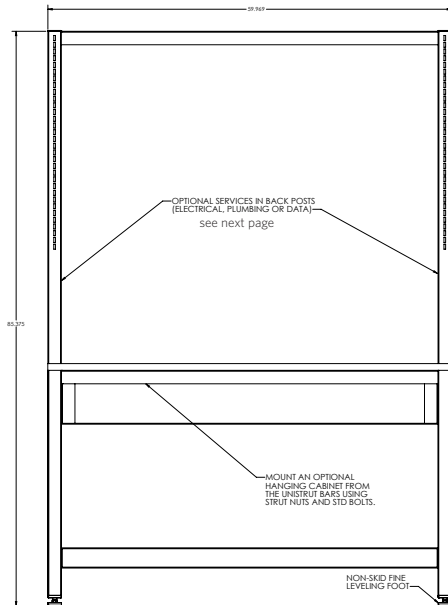 59.969
OPTIONAL SERVICES IN BACK POSTS
(ELECTRICAL, PLUMBING OR DATA)
see next page
85.375
MOUNT AN OPTIONAL
HANGING CABINET FROM
THE UNISTRUT BARS USING
STRUT NUTS AND STD BOLTS.
NON-SKID FINE
LEVELING FOOT